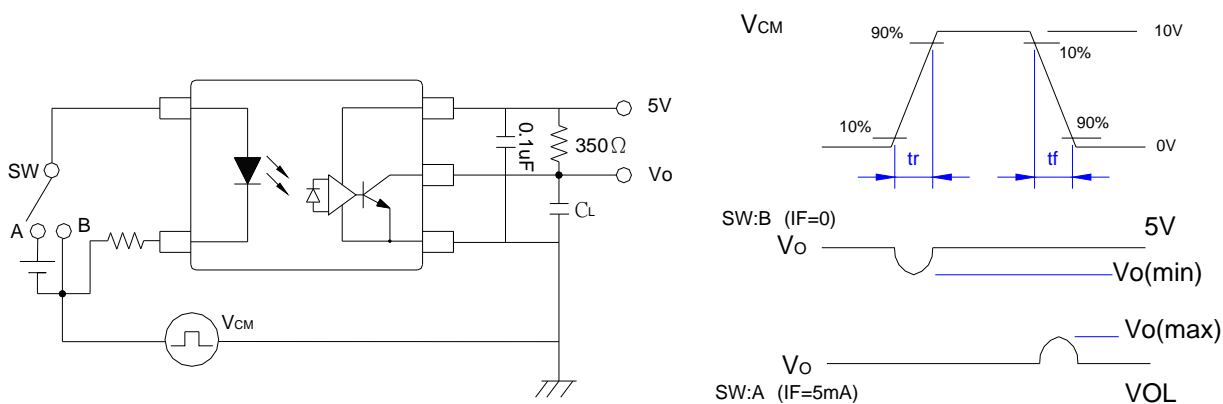 SW
A
B
VCM
0.1uF
350Ω
CL
5V
Vo
VCM
90%
10%
10V
10%
90%
0V
tr
tf
SW:B (IF=0)
VO
5V
Vo(min)
Vo(max)
VO
SW:A (IF=5mA)
VOL